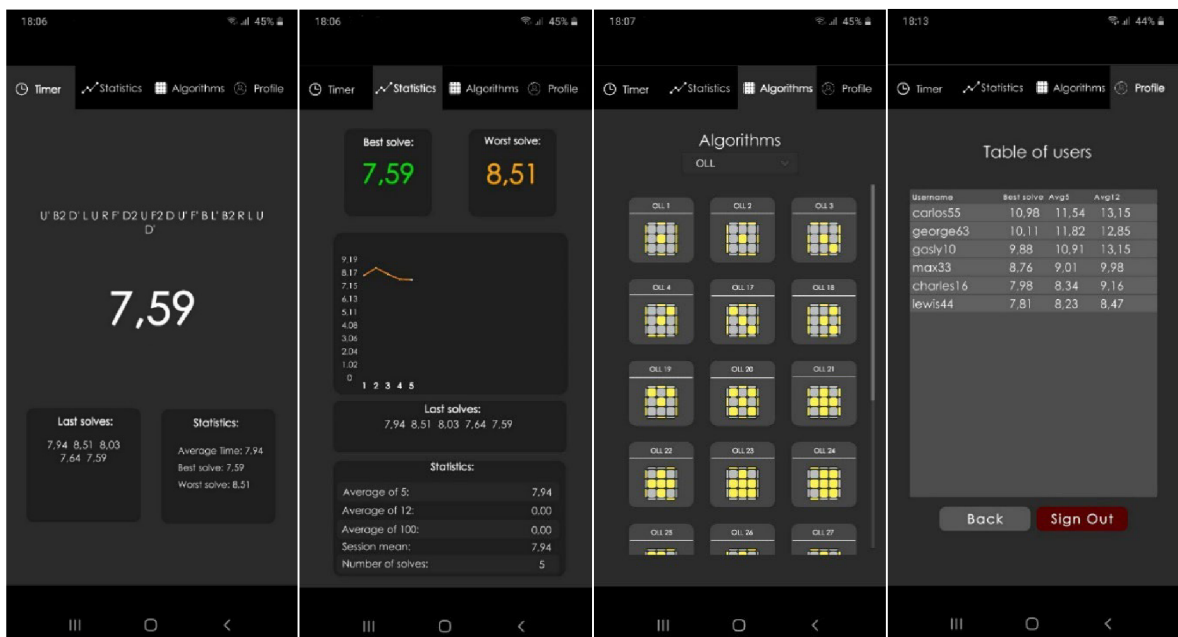 18:06 45%
Timer Statistics Algorithms Profile
U' B2 D' L U R F' D2 U F2 D U' F' B L' B2 R L U
D'
7,59
Last solves:
7,94 8,51 8,03
7,64 7,59
Statistics:
Average Time: 7.94
Best solve: 7,59
Worst solve: 8,51
18:06 45%
Timer Statistics Algorithms Profile
Best solve:
7,59
Worst solve:
8,51
9.19
8.17
7.15
6.13
5.11
4.08
3.06
2.04
1.02
0
1 2 3 4 5
Last solves:
7,94 8,51 8,03 7,64 7,59
Statistics:
Average of 5: 7,94
Average of 12: 0,00
Average of 100: 0,00
Session mean: 7,94
Number of solves: 5
18:07 45%
Timer Statistics Algorithms Profile
Algorithms
OLL
OLL 1 OLL 2 OLL 3
OLL 4 OLL 17 OLL 18
OLL 19 OLL 20 OLL 21
OLL 22 OLL 23 OLL 24
OLL 25 OLL 26 OLL 27
18:13 44%
Timer Statistics Algorithms Profile
Table of users
Username Best solve Avg5 Avg12
carlos55 10,98 11,54 13,15
george63 10,11 11,82 12,85
gasly10 9,88 10,91 13,15
max33 8,76 9,01 9,98
charles16 7,98 8,34 9,16
lewis44 7,81 8,23 8,47
Back Sign Out